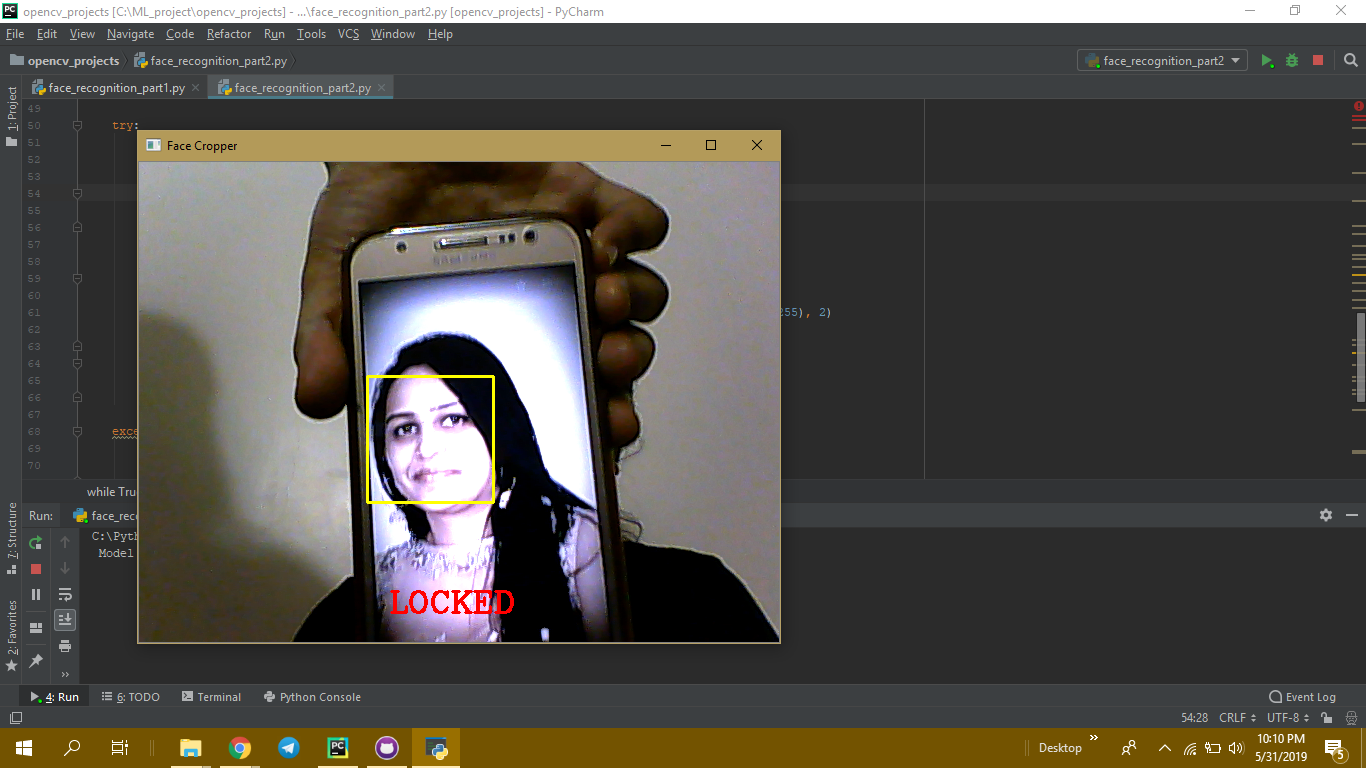 PC opencv_projects [C:\ML_project\opencv_projects] - ...\face_recognition_part2.py [opencv_projects] - PyCharm
File Edit View Navigate Code Refactor Run Tools VCS Window Help
opencv_projects face_recognition_part2.py face_recognition_part2
1: Project face_recognition_part1.py face_recognition_part2.py
49
50 try:
Face Cropper
51
52
53
54
55
56
57
SAMSUNG
58
59
60
61 255), 2)
62
63
64
65
66
67
68 exce
69
70
while Tru
Run: face_reco
7: Structure
C:\Pyth
Model
LOCKED
2: Favorites
4: Run 6: TODO Terminal Python Console Event Log
54:28 CRLF UTF-8
PC Desktop 10:10 PM
5/31/2019 5